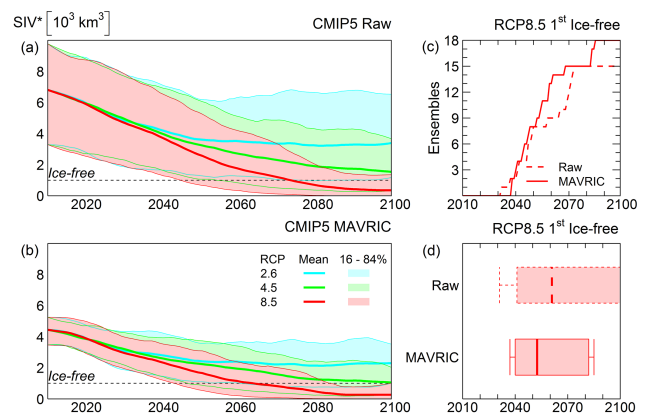 SIV* [10³ km³]
CMIP5 Raw
(a)
8
6
4
2
0
Ice-free
2020 2040 2060 2080 2100
CMIP5 MAVRIC
(b)
RCP Mean 16 - 84%
2.6
4.5
8.5
8
6
4
2
0
Ice-free
2020 2040 2060 2080 2100
RCP8.5 1st Ice-free
(c)
18
15
12
9
6
3
Ensembles
Raw
MAVRIC
2010 2040 2070 2100
RCP8.5 1st Ice-free
(d)
Raw
MAVRIC
2010 2040 2070 2100